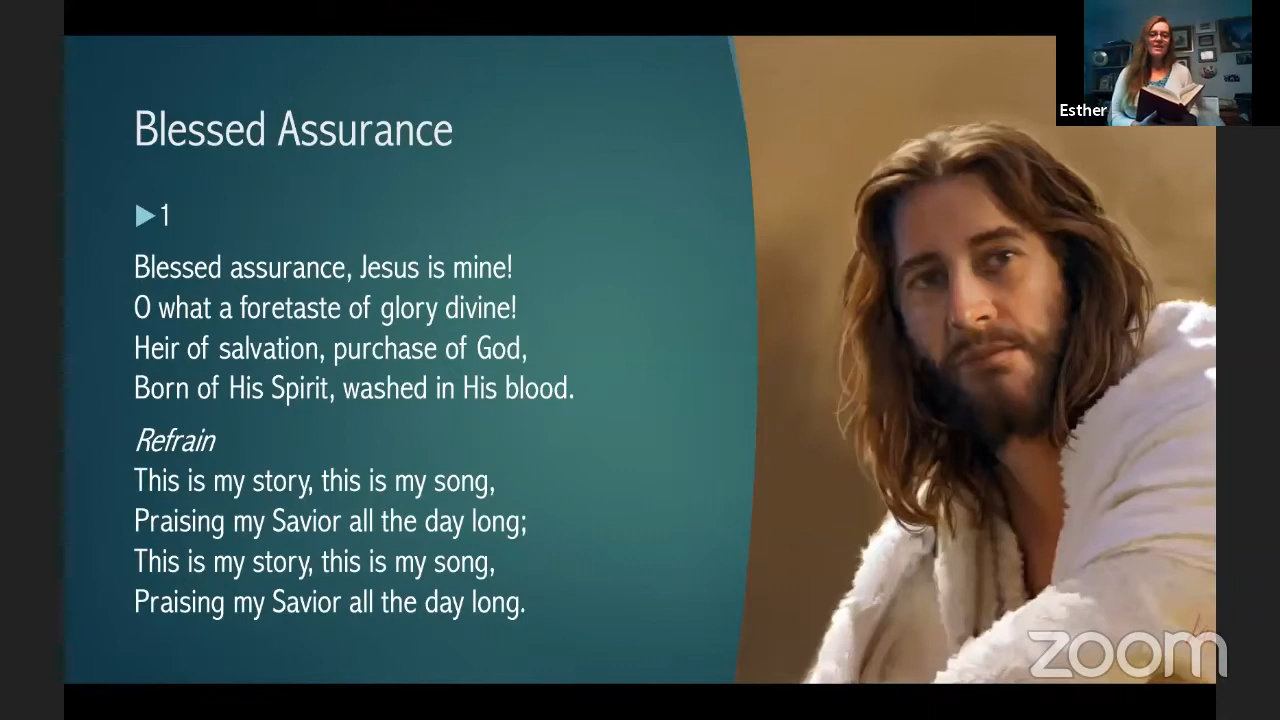 Blessed Assurance
1
Blessed assurance, Jesus is mine!
O what a foretaste of glory divine!
Heir of salvation, purchase of God,
Born of His Spirit, washed in His blood.
Refrain
This is my story, this is my song,
Praising my Savior all the day long;
This is my story, this is my song,
Praising my Savior all the day long.
Esther
zoom